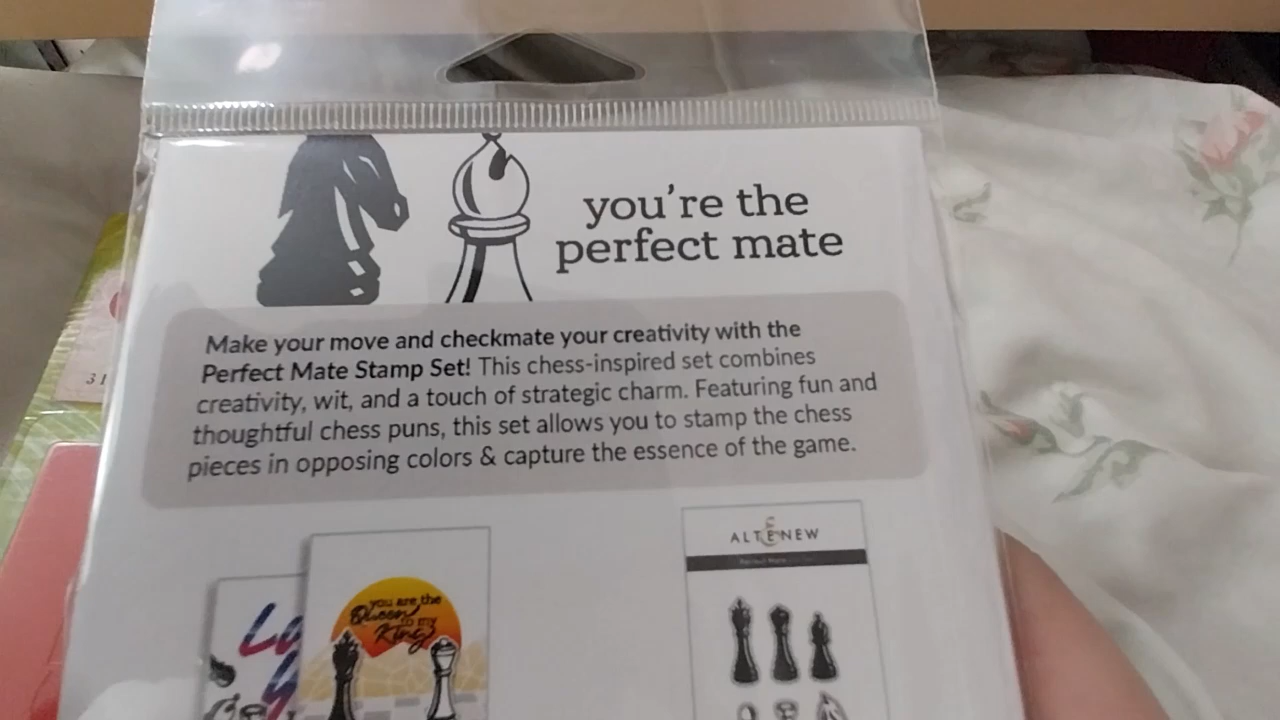 you're the
perfect mate
Make your move and checkmate your creativity with the
Perfect Mate Stamp Set! This chess-inspired set combines
creativity, wit, and a touch of strategic charm. Featuring fun and
thoughtful chess puns, this set allows you to stamp the chess
pieces in opposing colors & capture the essence of the game.
ALTENEW
you are the
Queen
to my
King
31